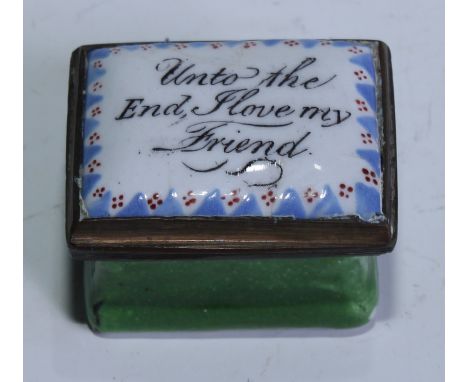 Unto the
End, I love my
Friend.